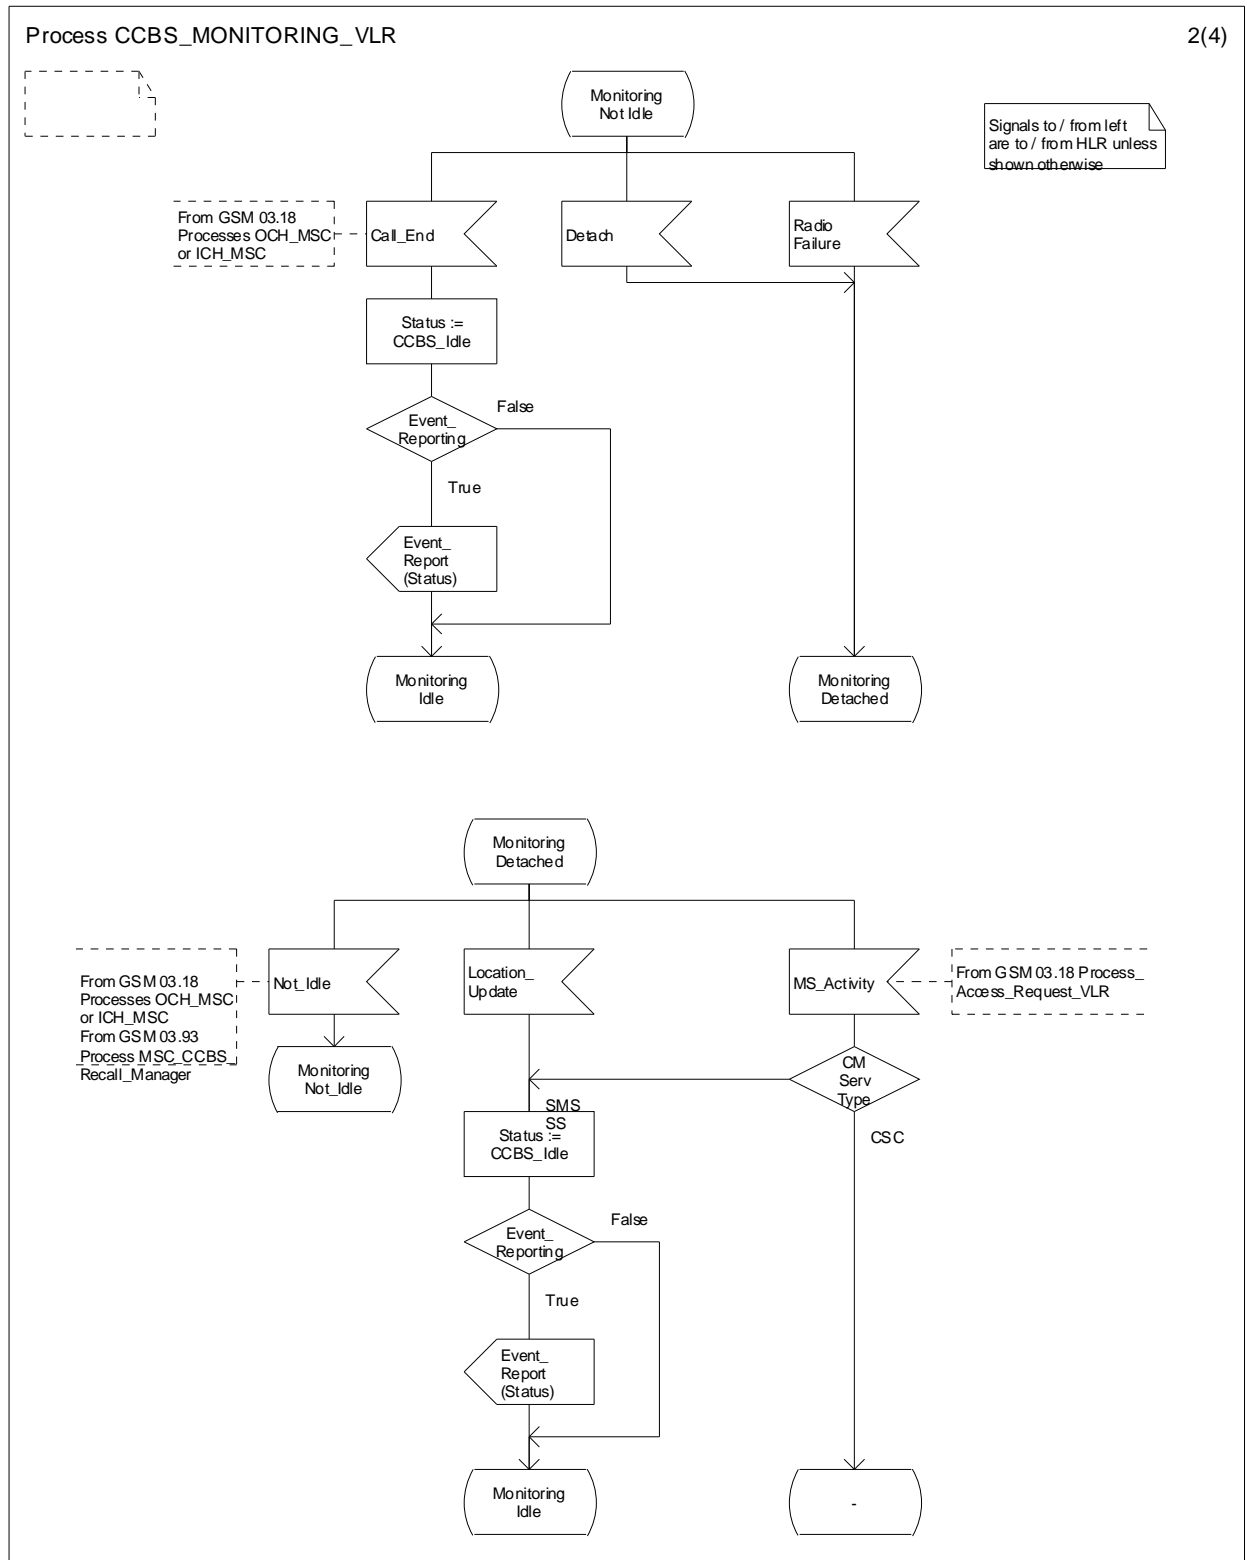 Process CCBS_MONITORING_VLR
2(4)
Monitoring
Not Idle
Signals to / from left
are to / from HLR unless
shown otherwise
From GSM 03.18
Processes OCH_MSC
or ICH_MSC
Call_End
Detach
Radio
Failure
Status :=
CCBS_Idle
Event_
Reporting
False
True
Event_
Report
(Status)
Monitoring
Idle
Monitoring
Detached
Monitoring
Detached
From GSM 03.18
Processes OCH_MSC
or ICH_MSC
From GSM 03.93
Process MSC_CCBS_
Recall_Manager
Not_Idle
Location_
Update
MS_Activity
From GSM 03.18 Process_
Access_Request_VLR
Monitoring
Not_Idle
CM
Serv
Type
SMS
SS
CSC
Status :=
CCBS_Idle
Event_
Reporting
False
True
Event_
Report
(Status)
Monitoring
Idle
-